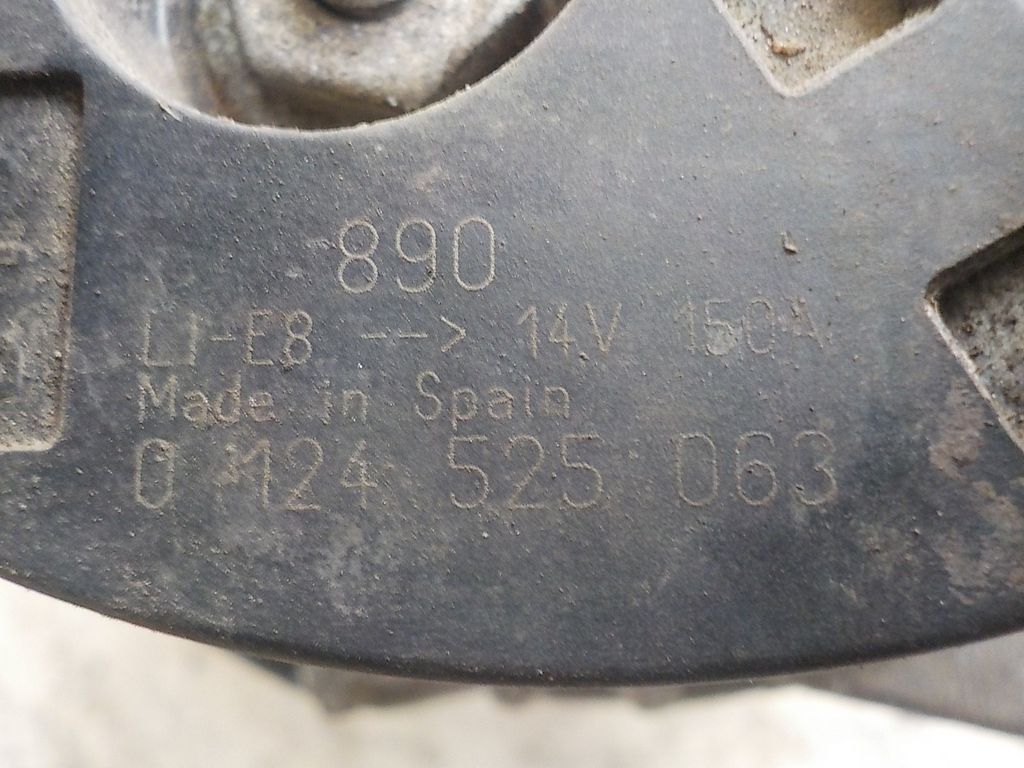 890
LI-E8 --> 14V 150A
Made in Spain
0 124 525 063